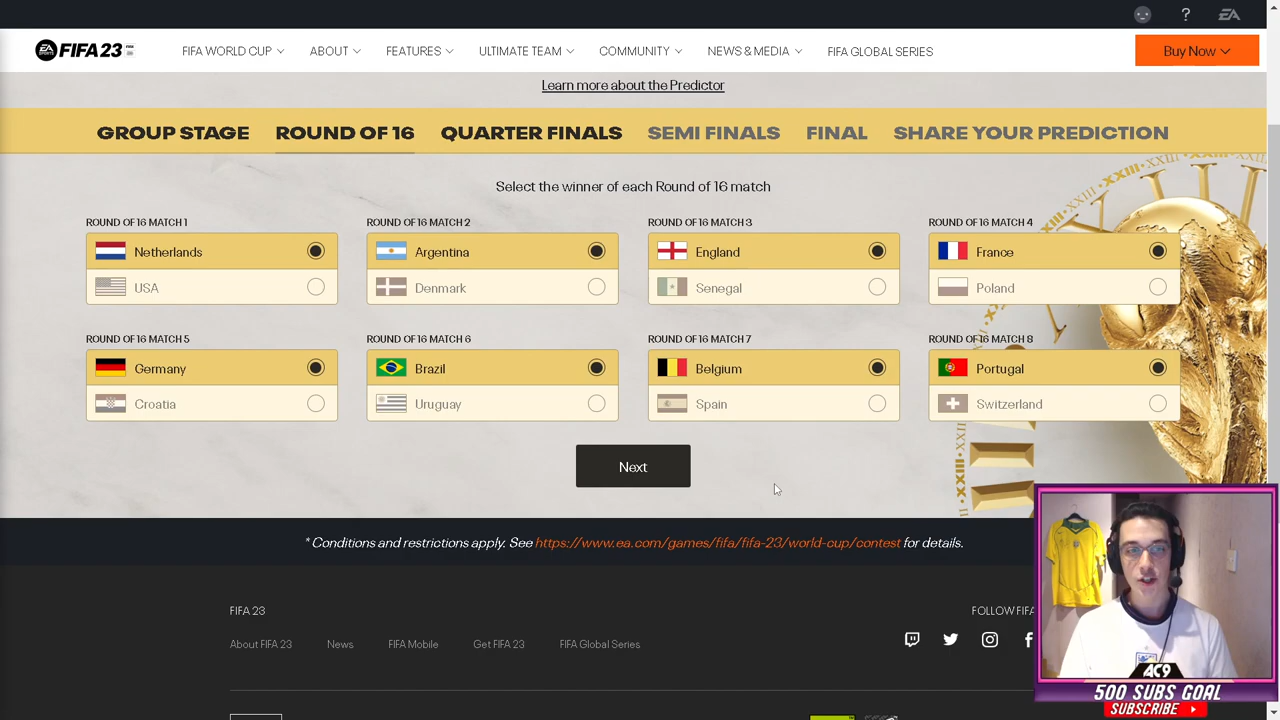 ?
EA
EA SPORTS FIFA 23
FIFA WORLD CUP
ABOUT
FEATURES
ULTIMATE TEAM
COMMUNITY
NEWS & MEDIA
FIFA GLOBAL SERIES
Buy Now
Learn more about the Predictor
GROUP STAGE
ROUND OF 16
QUARTER FINALS
SEMI FINALS
FINAL
SHARE YOUR PREDICTION
Select the winner of each Round of 16 match
ROUND OF 16 MATCH 1
Netherlands
USA
ROUND OF 16 MATCH 2
Argentina
Denmark
ROUND OF 16 MATCH 3
England
Senegal
ROUND OF 16 MATCH 4
France
Poland
ROUND OF 16 MATCH 5
Germany
Croatia
ROUND OF 16 MATCH 6
Brazil
Uruguay
ROUND OF 16 MATCH 7
Belgium
Spain
ROUND OF 16 MATCH 8
Portugal
Switzerland
Next
* Conditions and restrictions apply. See https://www.ea.com/games/fifa/fifa-23/world-cup/contest for details.
FIFA 23
FOLLOW FIFA
About FIFA 23
News
FIFA Mobile
Get FIFA 23
FIFA Global Series
AC9
500 SUBS GOAL
SUBSCRIBE